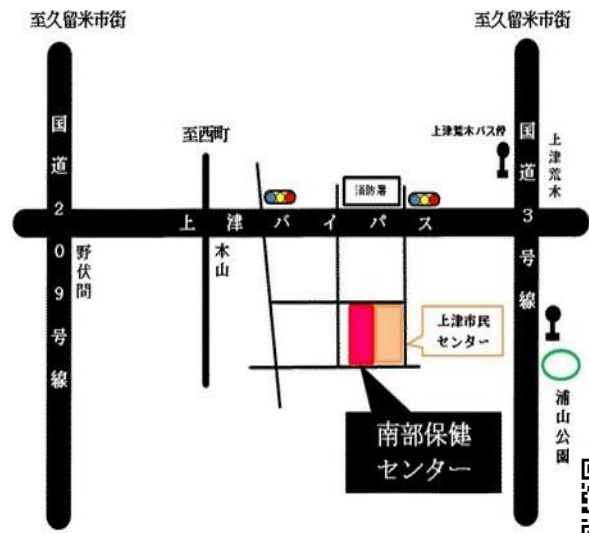 至久留米市街
至久留米市街
国道209号線
至西町
上津荒木バス停
国道3号線
上津荒木
消防署
上津バイパス
野伏間
本山
上津市民
センター
南部保健
センター
浦山公園